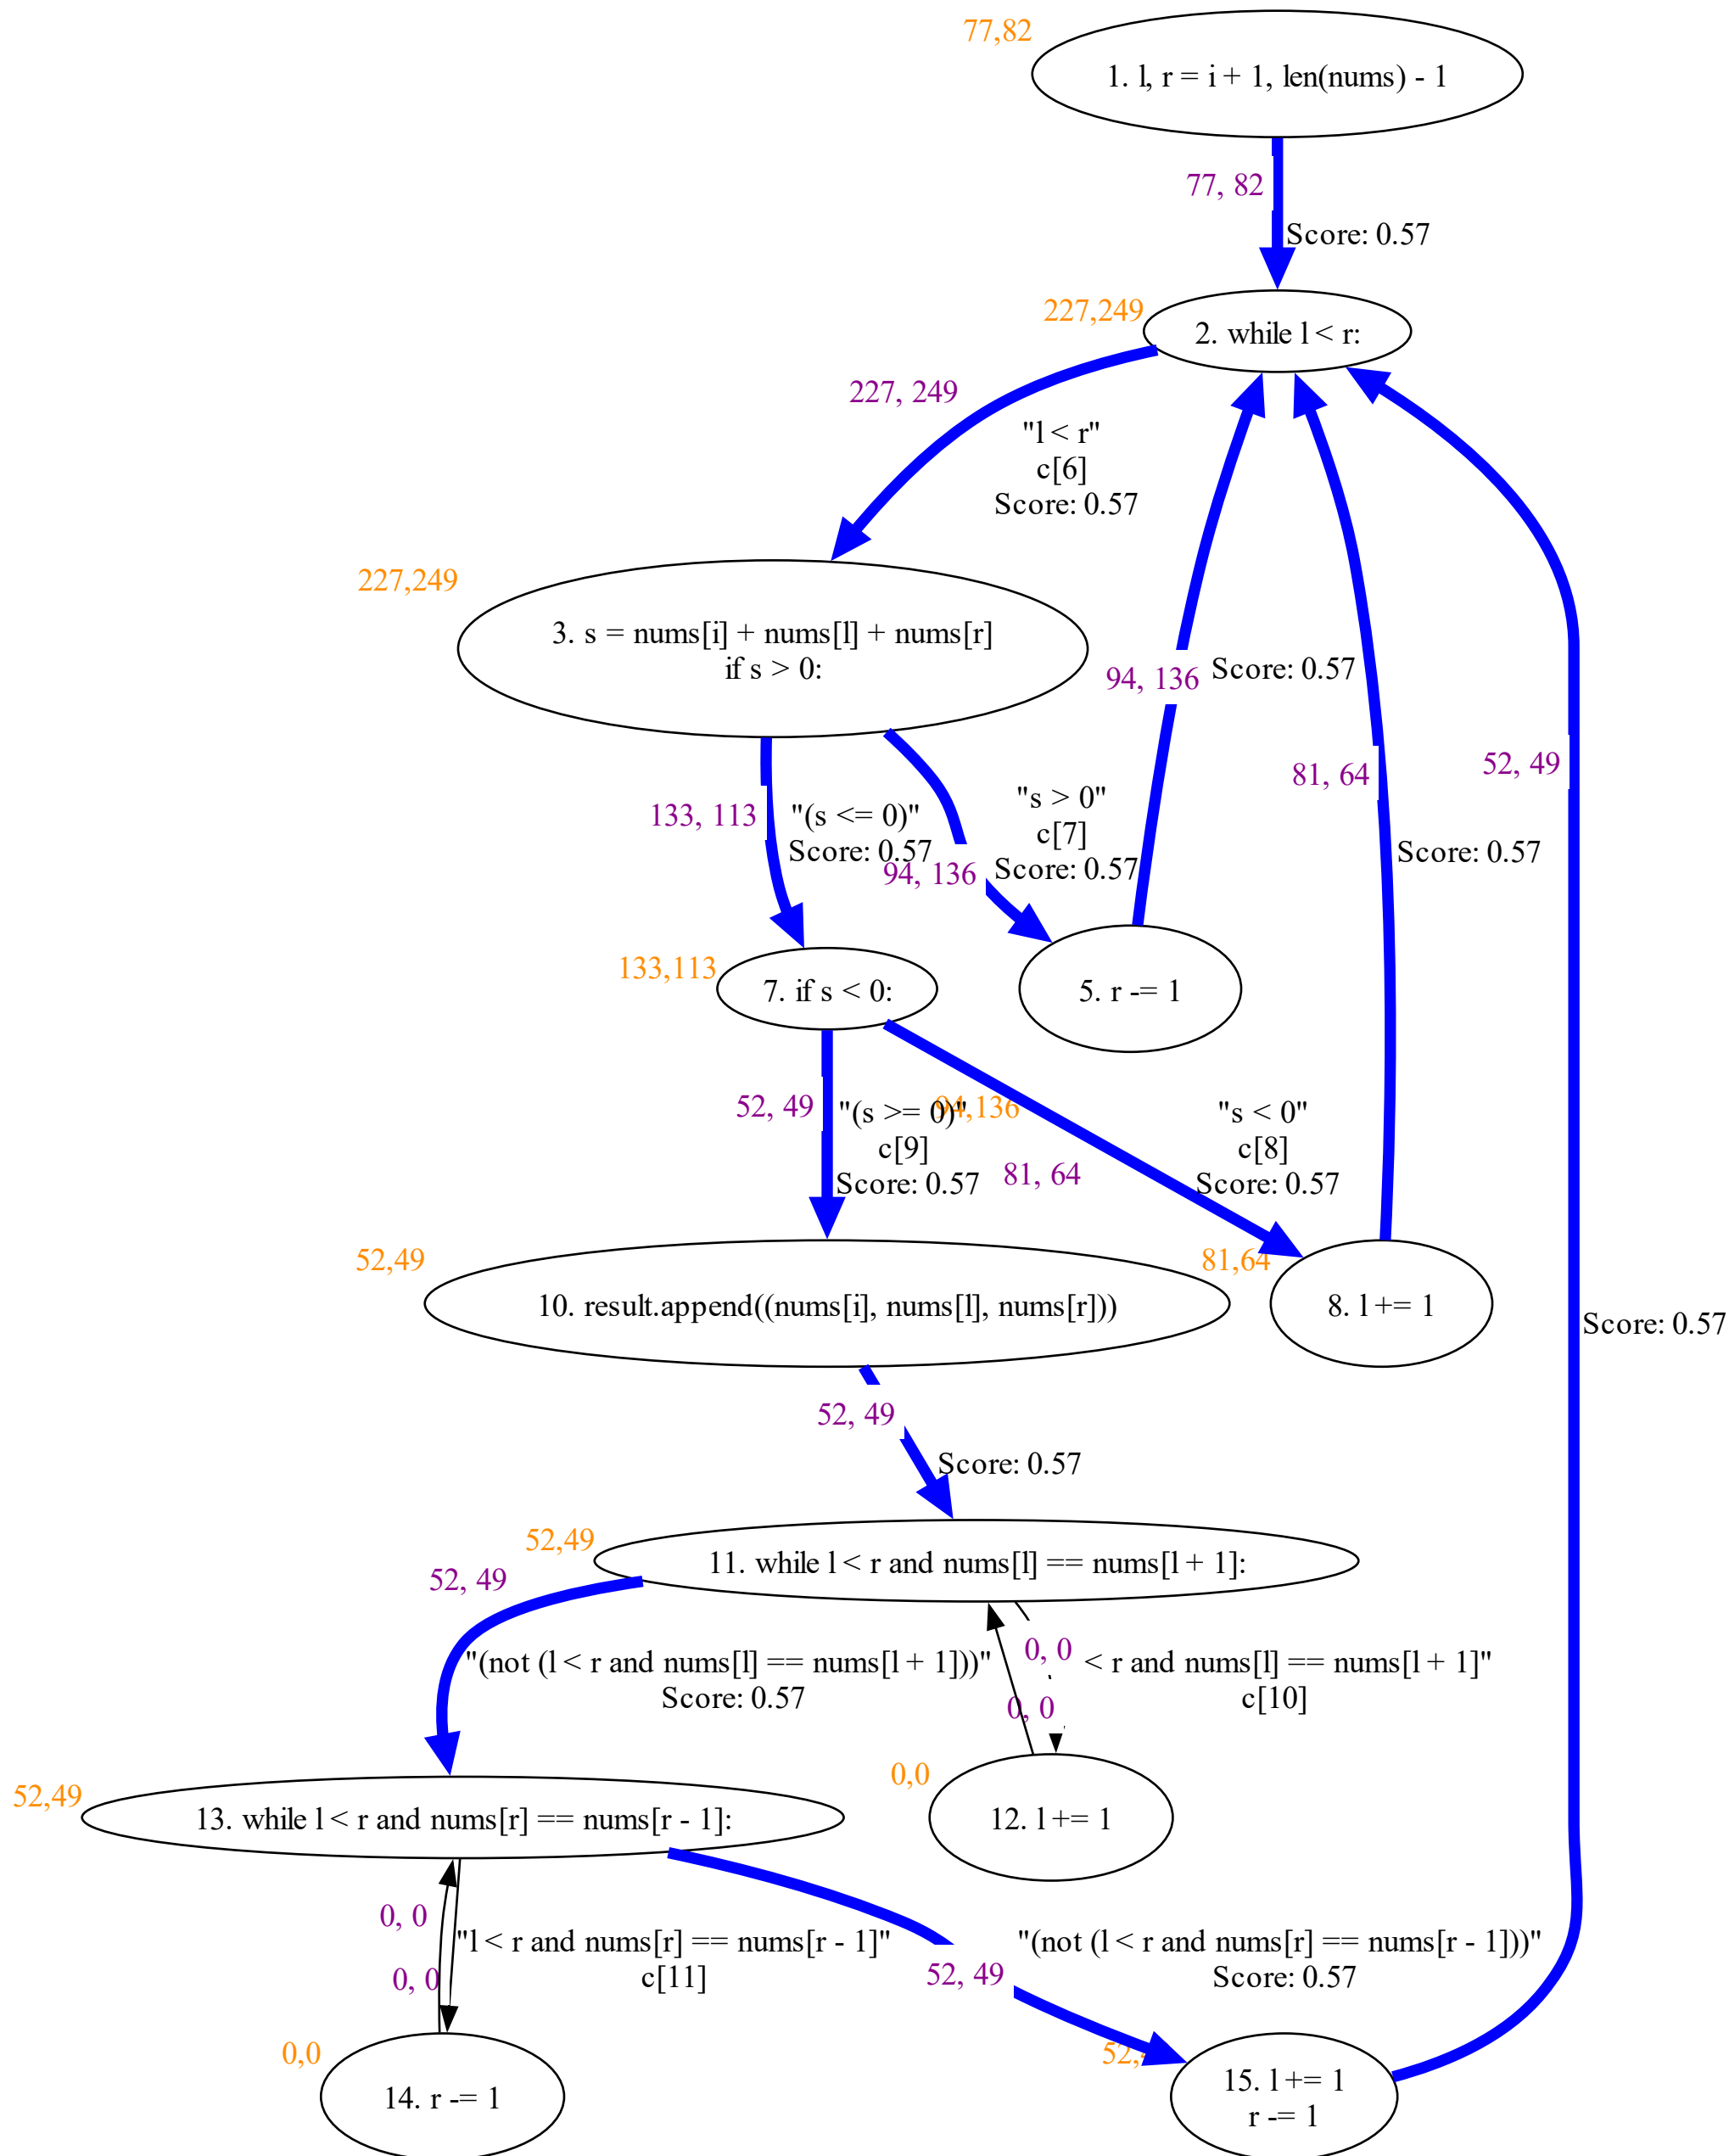 77,82
1. l, r = i + 1, len(nums) - 1
77, 82
Score: 0.57
227,249
2. while l < r:
227, 249
"l < r"
c[6]
Score: 0.57
227,249
3. s = nums[i] + nums[l] + nums[r]
if s > 0:
94, 136
Score: 0.57
81, 64
52, 49
133, 113
"(s <= 0)"
Score: 0.57
94, 136
"s > 0"
c[7]
Score: 0.57
Score: 0.57
133,113
7. if s < 0:
5. r -= 1
52, 49
"(s >= 0)"
c[9]
Score: 0.57
94,136
81, 64
"s < 0"
c[8]
Score: 0.57
52,49
10. result.append((nums[i], nums[l], nums[r]))
81,64
8. l += 1
Score: 0.57
52, 49
Score: 0.57
52,49
11. while l < r and nums[l] == nums[l + 1]:
52, 49
"(not (l < r and nums[l] == nums[l + 1]))"
Score: 0.57
0, 0
0, 0
< r and nums[l] == nums[l + 1]"
c[10]
52,49
13. while l < r and nums[r] == nums[r - 1]:
0,0
12. l += 1
0, 0
0, 0
"l < r and nums[r] == nums[r - 1]"
c[11]
52, 49
"(not (l < r and nums[r] == nums[r - 1]))"
Score: 0.57
0,0
14. r -= 1
52,
15. l += 1
r -= 1